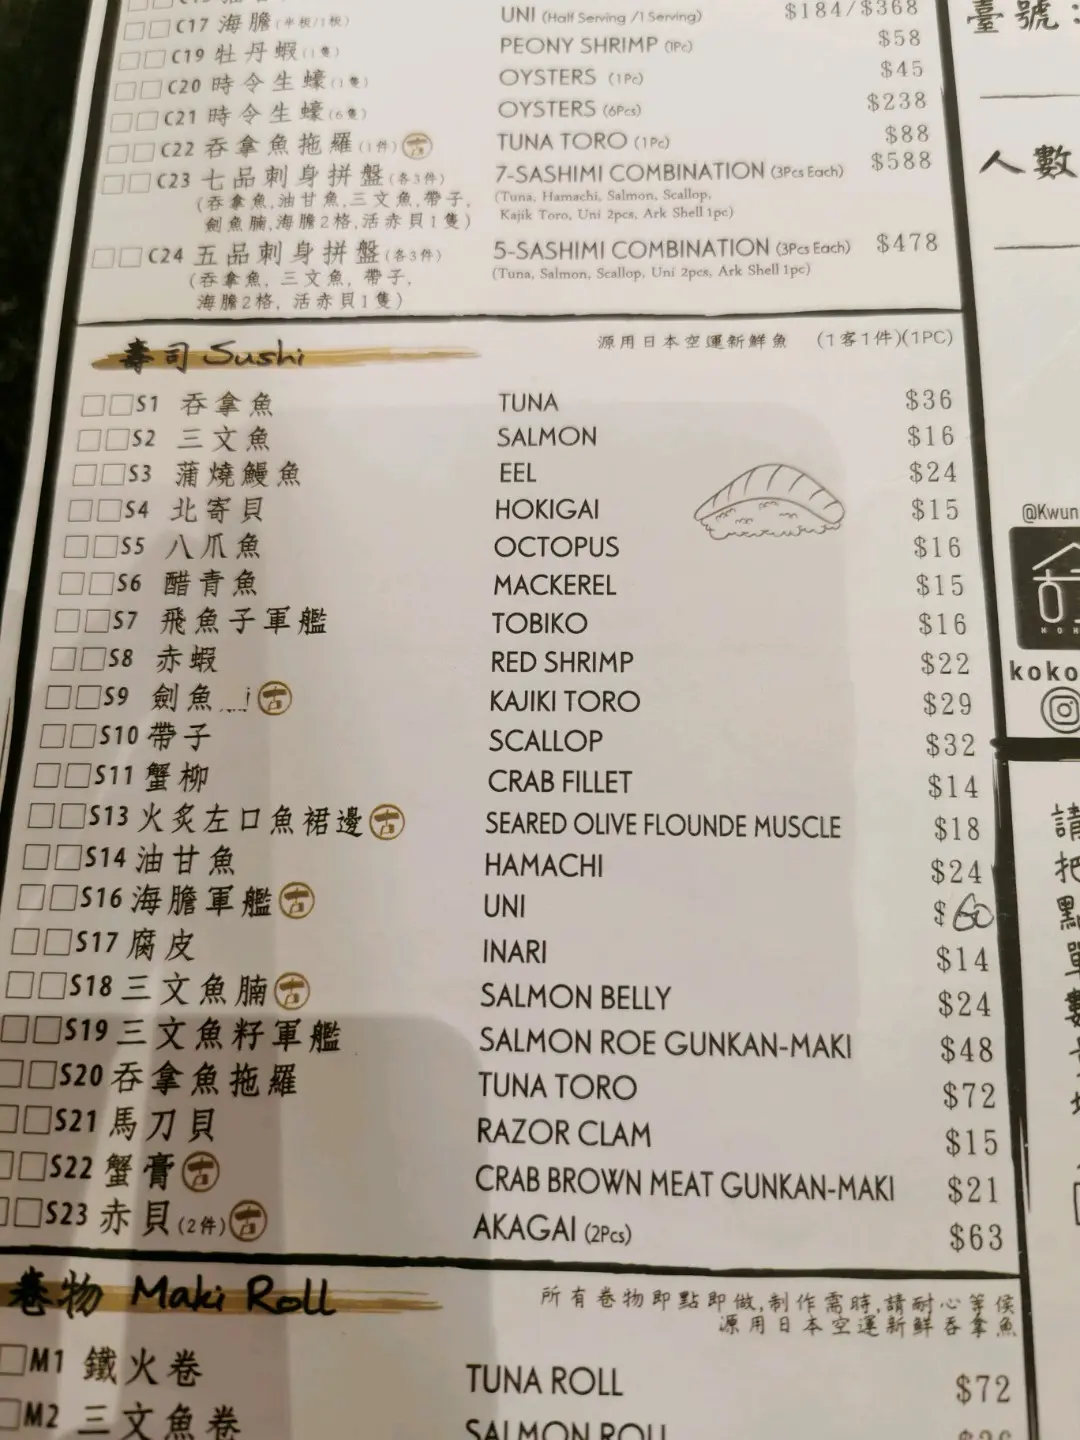 C17 海膽(半板/1板) UNI (Half Serving /1 Serving) $184/$368
C19 牡丹蝦(1隻) PEONY SHRIMP (1Pc) $58
C20 時令生蠔(1隻) OYSTERS (1Pc) $45
C21 時令生蠔(6隻) OYSTERS (6Pcs) $238
C22 吞拿魚拖羅(1件) 古 TUNA TORO (1Pc) $88
C23 七品刺身拼盤(各3件) 7-SASHIMI COMBINATION (3Pcs Each) $588
(吞拿魚,油甘魚,三文魚,帶子, (Tuna, Hamachi, Salmon, Scallop,
劍魚腩,海膽2格,活赤貝1隻) Kajik Toro, Uni 2pcs, Ark Shell 1pc)
C24 五品刺身拼盤(各3件) 5-SASHIMI COMBINATION (3Pcs Each) $478
(吞拿魚, 三文魚, 帶子, (Tuna, Salmon, Scallop, Uni 2pcs, Ark Shell 1pc)
海膽2格, 活赤貝1隻)
壽司 Sushi 源用日本空運新鮮魚 (1客1件)(1PC)
S1 吞拿魚 TUNA $36
S2 三文魚 SALMON $16
S3 蒲燒鰻魚 EEL $24
S4 北寄貝 HOKIGAI $15
S5 八爪魚 OCTOPUS $16
S6 醋青魚 MACKEREL $15
S7 飛魚子軍艦 TOBIKO $16
S8 赤蝦 RED SHRIMP $22
S9 劍魚 古 KAJIKI TORO $29
S10 帶子 SCALLOP $32
S11 蟹柳 CRAB FILLET $14
S13 火炙左口魚裙邊 古 SEARED OLIVE FLOUNDE MUSCLE $18
S14 油甘魚 HAMACHI $24
S16 海膽軍艦 古 UNI $60
S17 腐皮 INARI $14
S18 三文魚腩 古 SALMON BELLY $24
S19 三文魚籽軍艦 SALMON ROE GUNKAN-MAKI $48
S20 吞拿魚拖羅 TUNA TORO $72
S21 馬刀貝 RAZOR CLAM $15
S22 蟹膏 古 CRAB BROWN MEAT GUNKAN-MAKI $21
S23 赤貝(2件) 古 AKAGAI (2Pcs) $63
卷物 Maki Roll 所有卷物即點即做,制作需時,請耐心等侯
源用日本空運新鮮吞拿魚
M1 鐵火卷 TUNA ROLL $72
M2 三文魚卷 SALMON ROLL
臺號:
人數
@Kwun
koko
請
把
點
單
數